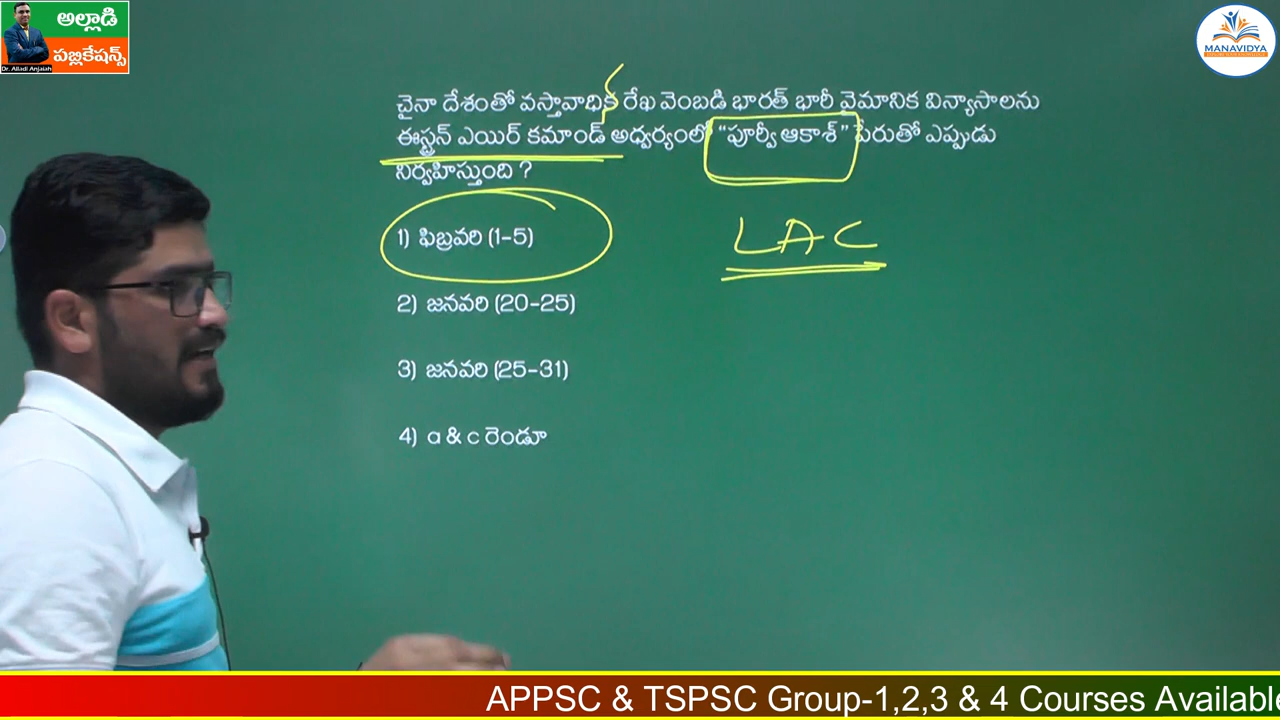 అల్లాడి
పబ్లికేషన్స్
Dr. Alladi Anjaiah
MANAVIDYA
చైనా దేశంతో వస్తావాధిక రేఖ వెంబడి భారత్ భారీ వైమానిక విన్యాసాలను
ఈస్ట్రన్ ఎయిర్ కమాండ్ అధ్వర్యంలో “పూర్వీ ఆకాశ్” పేరుతో ఎప్పుడు
నిర్వహిస్తుంది ?
1) ఫిబ్రవరి (1-5)
LAC
2) జనవరి (20-25)
3) జనవరి (25-31)
4) a & c రెండూ
APPSC & TSPSC Group-1,2,3 & 4 Courses Available